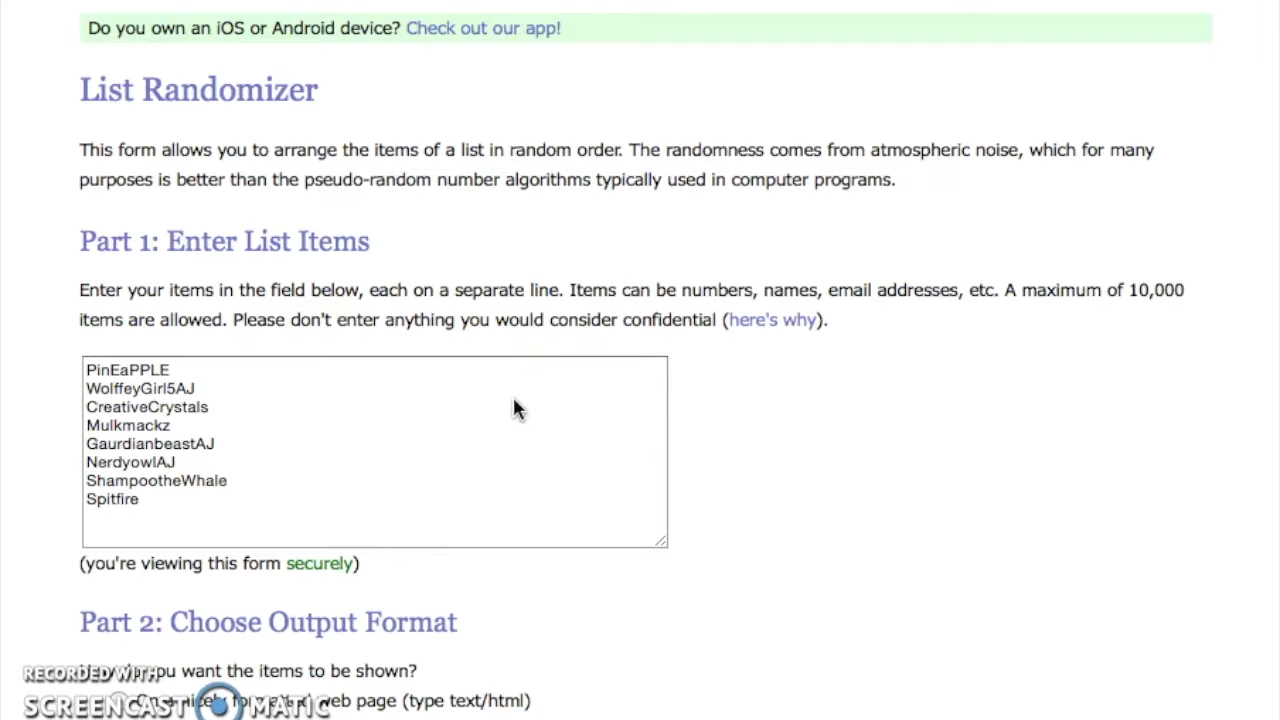 Do you own an iOS or Android device? Check out our app!
List Randomizer
This form allows you to arrange the items of a list in random order. The randomness comes from atmospheric noise, which for many
purposes is better than the pseudo-random number algorithms typically used in computer programs.
Part 1: Enter List Items
Enter your items in the field below, each on a separate line. Items can be numbers, names, email addresses, etc. A maximum of 10,000
items are allowed. Please don't enter anything you would consider confidential (here's why).
PinEaPPLE
WolffeyGirl5AJ
CreativeCrystals
Mulkmackz
GaurdianbeastAJ
NerdyowlAJ
ShampootheWhale
Spitfire
(you're viewing this form securely)
Part 2: Choose Output Format
you want the items to be shown?
web page (type text/html)
RECORDED WITH
SCREENCAST MATIC